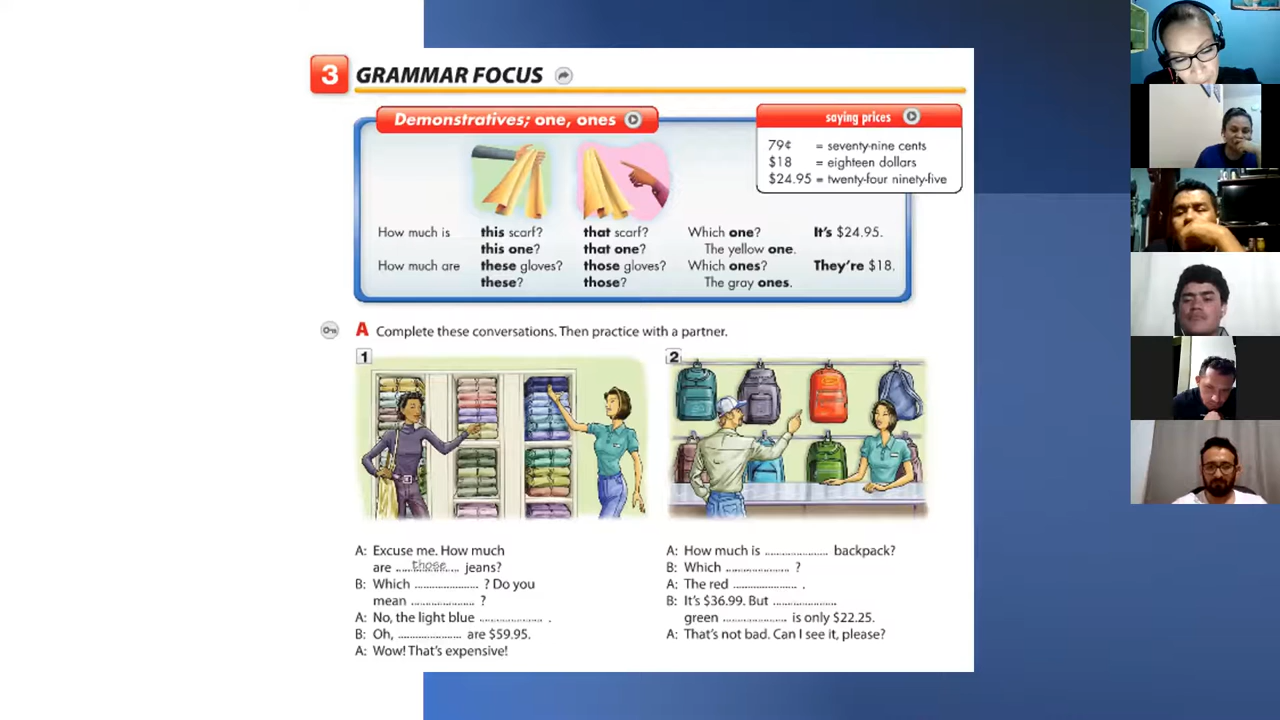 3 GRAMMAR FOCUS
Demonstratives; one, ones
saying prices
79¢ = seventy-nine cents
$18 = eighteen dollars
$24.95 = twenty-four ninety-five
How much is this scarf? that scarf? Which one? It's $24.95.
this one? that one? The yellow one.
How much are these gloves? those gloves? Which ones? They're $18.
these? those? The gray ones.
A Complete these conversations. Then practice with a partner.
1
A: Excuse me. How much
are those jeans?
B: Which .................... ? Do you
mean .................... ?
A: No, the light blue .................... .
B: Oh, .................... are $59.95.
A: Wow! That's expensive!
2
A: How much is .................... backpack?
B: Which .................... ?
A: The red .................... .
B: It's $36.99. But ....................
green .................... is only $22.25.
A: That's not bad. Can I see it, please?